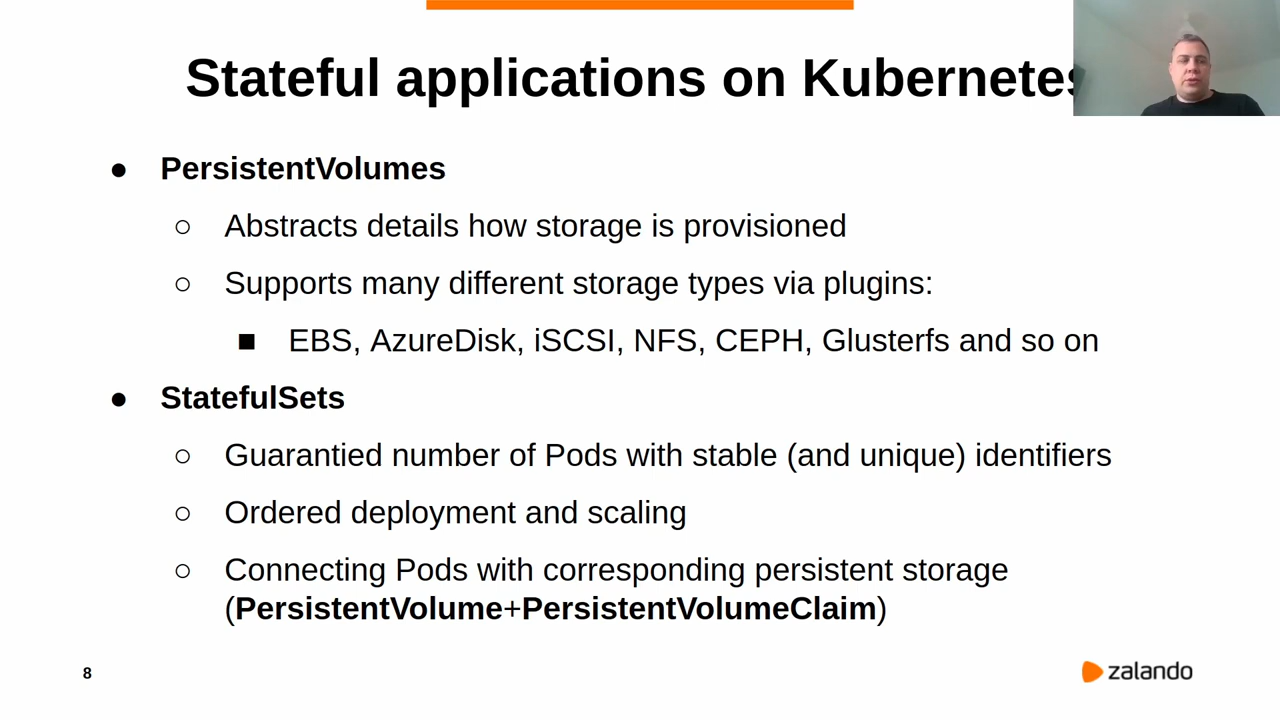 Stateful applications on Kubernetes
● PersistentVolumes
○ Abstracts details how storage is provisioned
○ Supports many different storage types via plugins:
■ EBS, AzureDisk, iSCSI, NFS, CEPH, Glusterfs and so on
● StatefulSets
○ Guarantied number of Pods with stable (and unique) identifiers
○ Ordered deployment and scaling
○ Connecting Pods with corresponding persistent storage
(PersistentVolume+PersistentVolumeClaim)
8
zalando